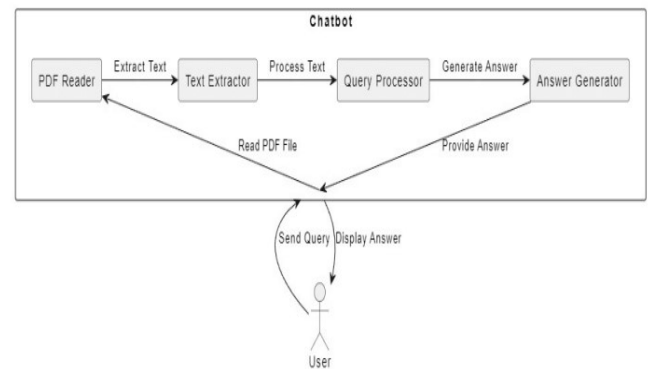 Chatbot
Extract Text
Process Text
Generate Answer
PDF Reader
Text Extractor
Query Processor
Answer Generator
Read PDF File
Provide Answer
Send Query
Display Answer
User